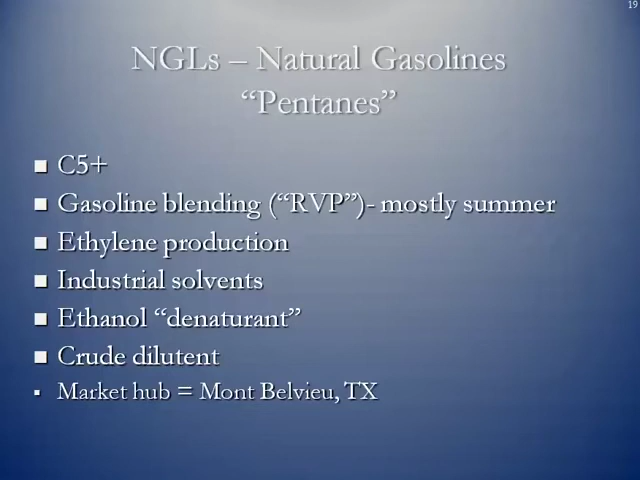 19
NGLs – Natural Gasolines
“Pentanes”
C5+
Gasoline blending (“RVP”)- mostly summer
Ethylene production
Industrial solvents
Ethanol “denaturant”
Crude dilutent
Market hub = Mont Belvieu, TX